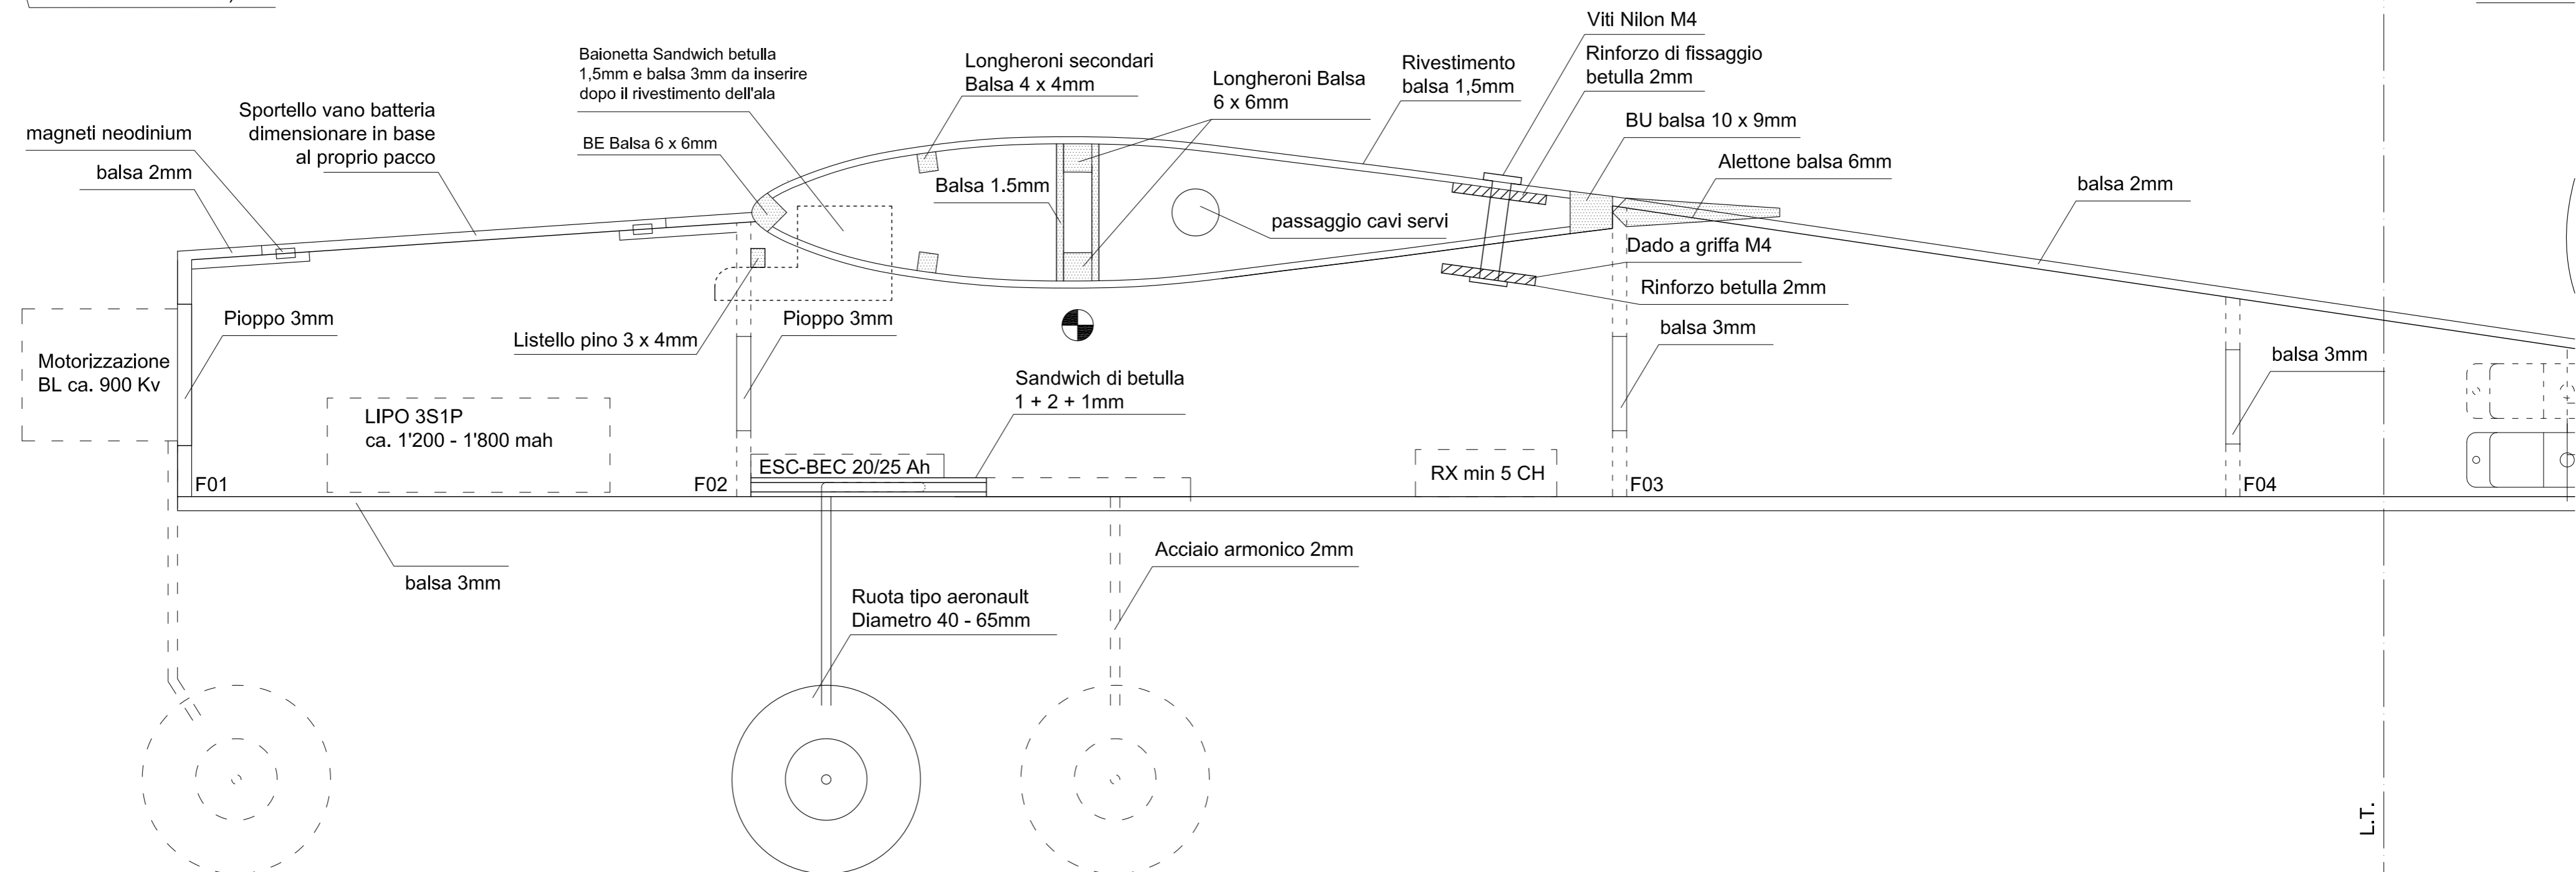 Viti Nilon M4
Rinforzo di fissaggio
betulla 2mm
Baionetta Sandwich betulla
1,5mm e balsa 3mm da inserire
dopo il rivestimento dell'ala
Longheroni secondari
Balsa 4 x 4mm
Longheroni Balsa
6 x 6mm
Rivestimento
balsa 1,5mm
Sportello vano batteria
dimensionare in base
al proprio pacco
magneti neodinium
balsa 2mm
BE Balsa 6 x 6mm
BU balsa 10 x 9mm
Alettone balsa 6mm
Balsa 1.5mm
balsa 2mm
passaggio cavi servi
Dado a griffa M4
Rinforzo betulla 2mm
Pioppo 3mm
Pioppo 3mm
Listello pino 3 x 4mm
balsa 3mm
balsa 3mm
Motorizzazione
BL ca. 900 Kv
Sandwich di betulla
1 + 2 + 1mm
LIPO 3S1P
ca. 1'200 - 1'800 mah
ESC-BEC 20/25 Ah
RX min 5 CH
F01
F02
F03
F04
Acciaio armonico 2mm
balsa 3mm
Ruota tipo aeronault
Diametro 40 - 65mm
L.T.